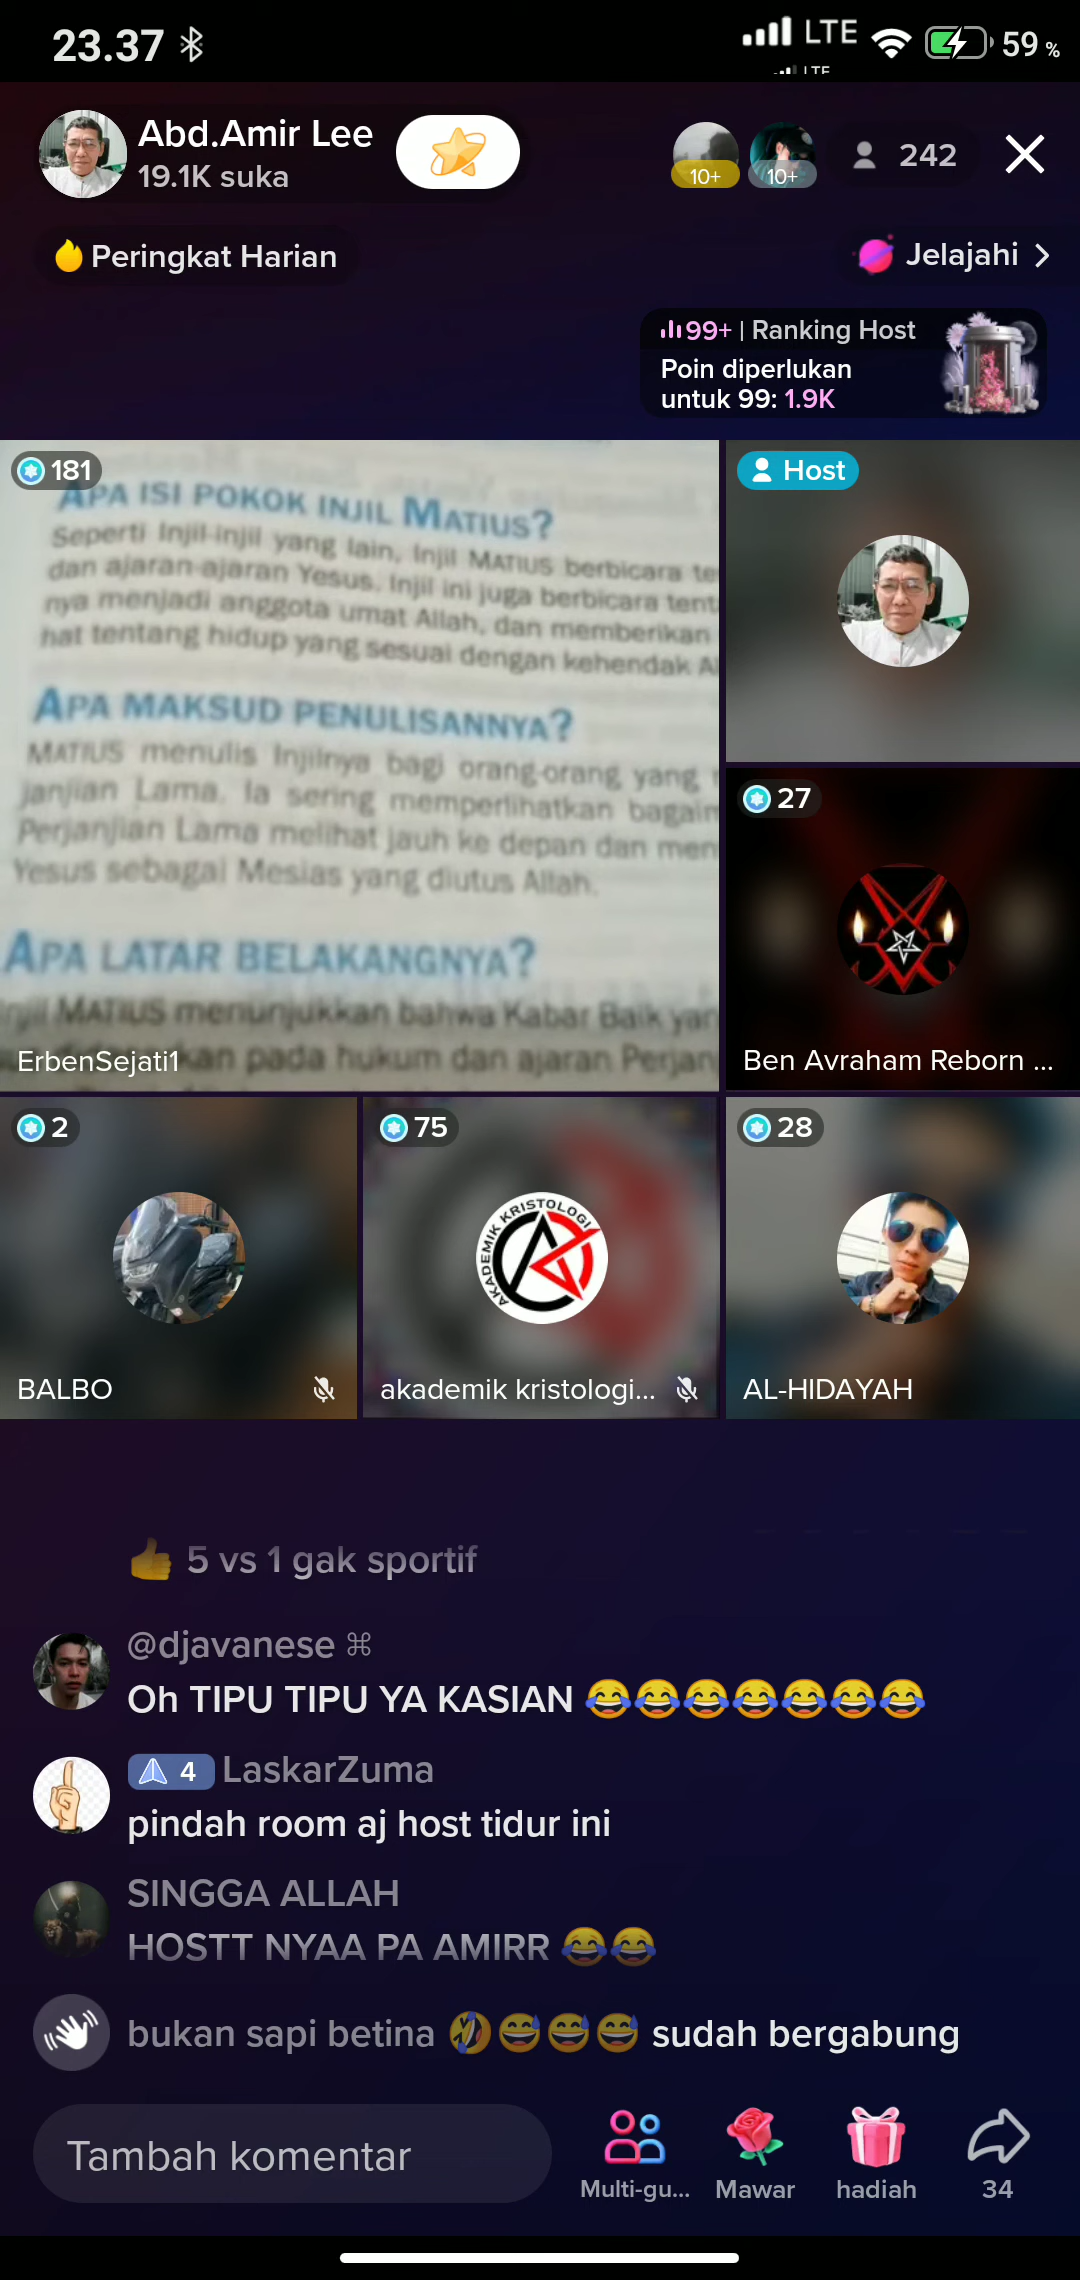 23.37
LTE
LTE
59 %
Abd.Amir Lee
19.1K suka
10+
10+
242
Peringkat Harian
Jelajahi
99+ | Ranking Host
Poin diperlukan
untuk 99: 1.9K
181
APA ISI POKOK INJIL MATIUS?
Seperti Injil-injil yang lain, Injil MATIUS berbicara te
dan ajaran-ajaran Yesus. Injil ini juga berbicara tent
nya menjadi anggota umat Allah, dan memberikan
hat tentang hidup yang sesuai dengan kehendak A
APA MAKSUD PENULISANNYA?
MATIUS menulis Injilnya bagi orang-orang yang
janjian Lama. Ia sering memperlihatkan bagaim
Perjanjian Lama melihat jauh ke depan dan men
Yesus sebagai Mesias yang diutus Allah.
APA LATAR BELAKANGNYA?
Injil MATIUS menunjukkan bahwa Kabar Baik yan
kan pada hukum dan ajaran Perjan
ErbenSejati1
Host
27
Ben Avraham Reborn ...
2
BALBO
75
AKADEMIK KRISTOLOGI
akademik kristologi...
28
AL-HIDAYAH
👍 5 vs 1 gak sportif
@djavanese ⌘
Oh TIPU TIPU YA KASIAN 😂😂😂😂😂😂😂
4 LaskarZuma
pindah room aj host tidur ini
SINGGA ALLAH
HOSTT NYAA PA AMIRR 😂😂
bukan sapi betina 🤣😅😅😅 sudah bergabung
Tambah komentar
Multi-gu...
Mawar
hadiah
34